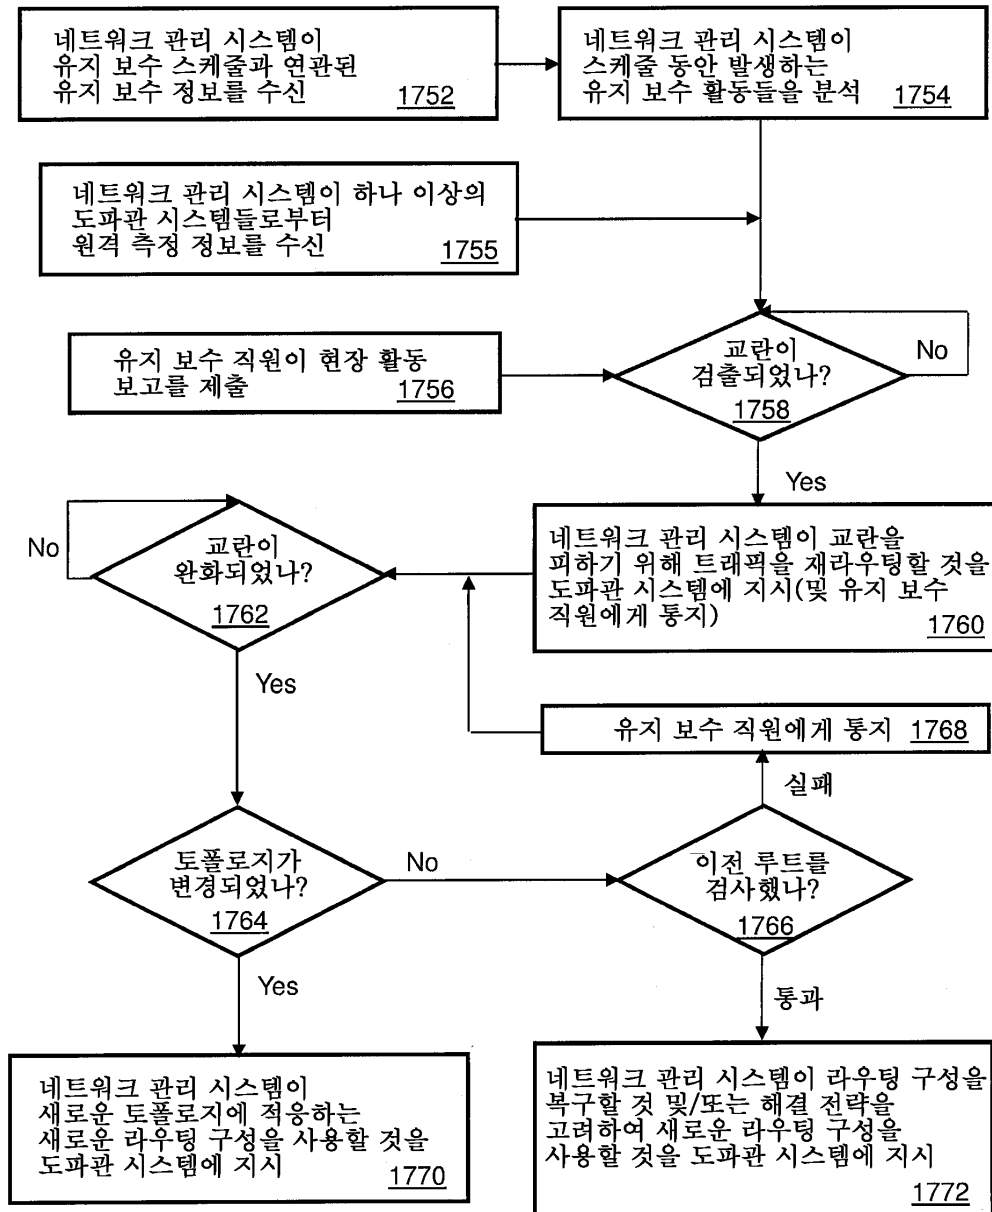 네트워크 관리 시스템이
유지 보수 스케줄과 연관된
유지 보수 정보를 수신 1752
네트워크 관리 시스템이
스케줄 동안 발생하는
유지 보수 활동들을 분석 1754
네트워크 관리 시스템이 하나 이상의
도파관 시스템들로부터
원격 측정 정보를 수신 1755
유지 보수 직원이 현장 활동
보고를 제출 1756
교란이
검출되었나?
1758
No
Yes
네트워크 관리 시스템이 교란을
피하기 위해 트래픽을 재라우팅할 것을
도파관 시스템에 지시(및 유지 보수
직원에게 통지)
1760
교란이
완화되었나?
1762
No
Yes
유지 보수 직원에게 통지 1768
실패
토폴로지가
변경되었나?
1764
No
이전 루트를
검사했나?
1766
Yes
통과
네트워크 관리 시스템이
새로운 토폴로지에 적응하는
새로운 라우팅 구성을 사용할 것을
도파관 시스템에 지시
1770
네트워크 관리 시스템이 라우팅 구성을
복구할 것 및/또는 해결 전략을
고려하여 새로운 라우팅 구성을
사용할 것을 도파관 시스템에 지시
1772